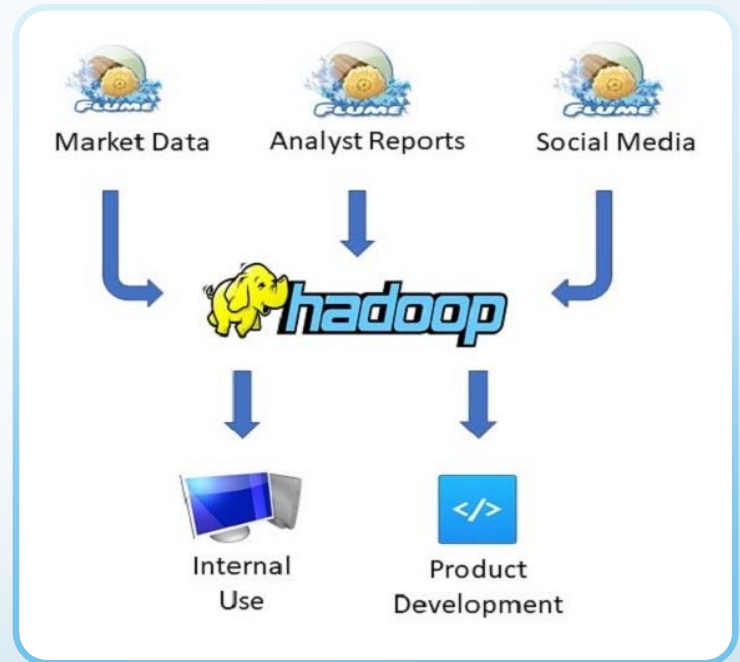 FLUME FLUME FLUME
Market Data Analyst Reports Social Media
hadoop
</>
Internal Product
Use Development